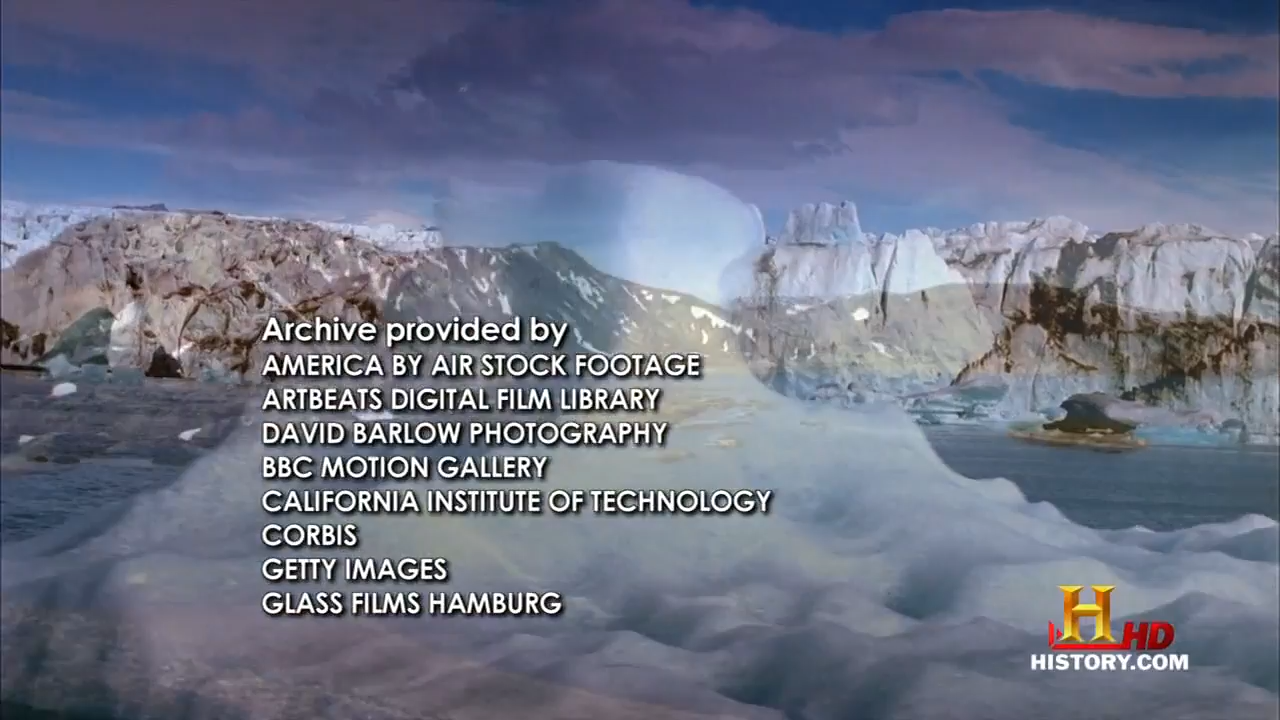 Archive provided by
AMERICA BY AIR STOCK FOOTAGE
ARTBEATS DIGITAL FILM LIBRARY
DAVID BARLOW PHOTOGRAPHY
BBC MOTION GALLERY
CALIFORNIA INSTITUTE OF TECHNOLOGY
CORBIS
GETTY IMAGES
GLASS FILMS HAMBURG
H HD
HISTORY.COM